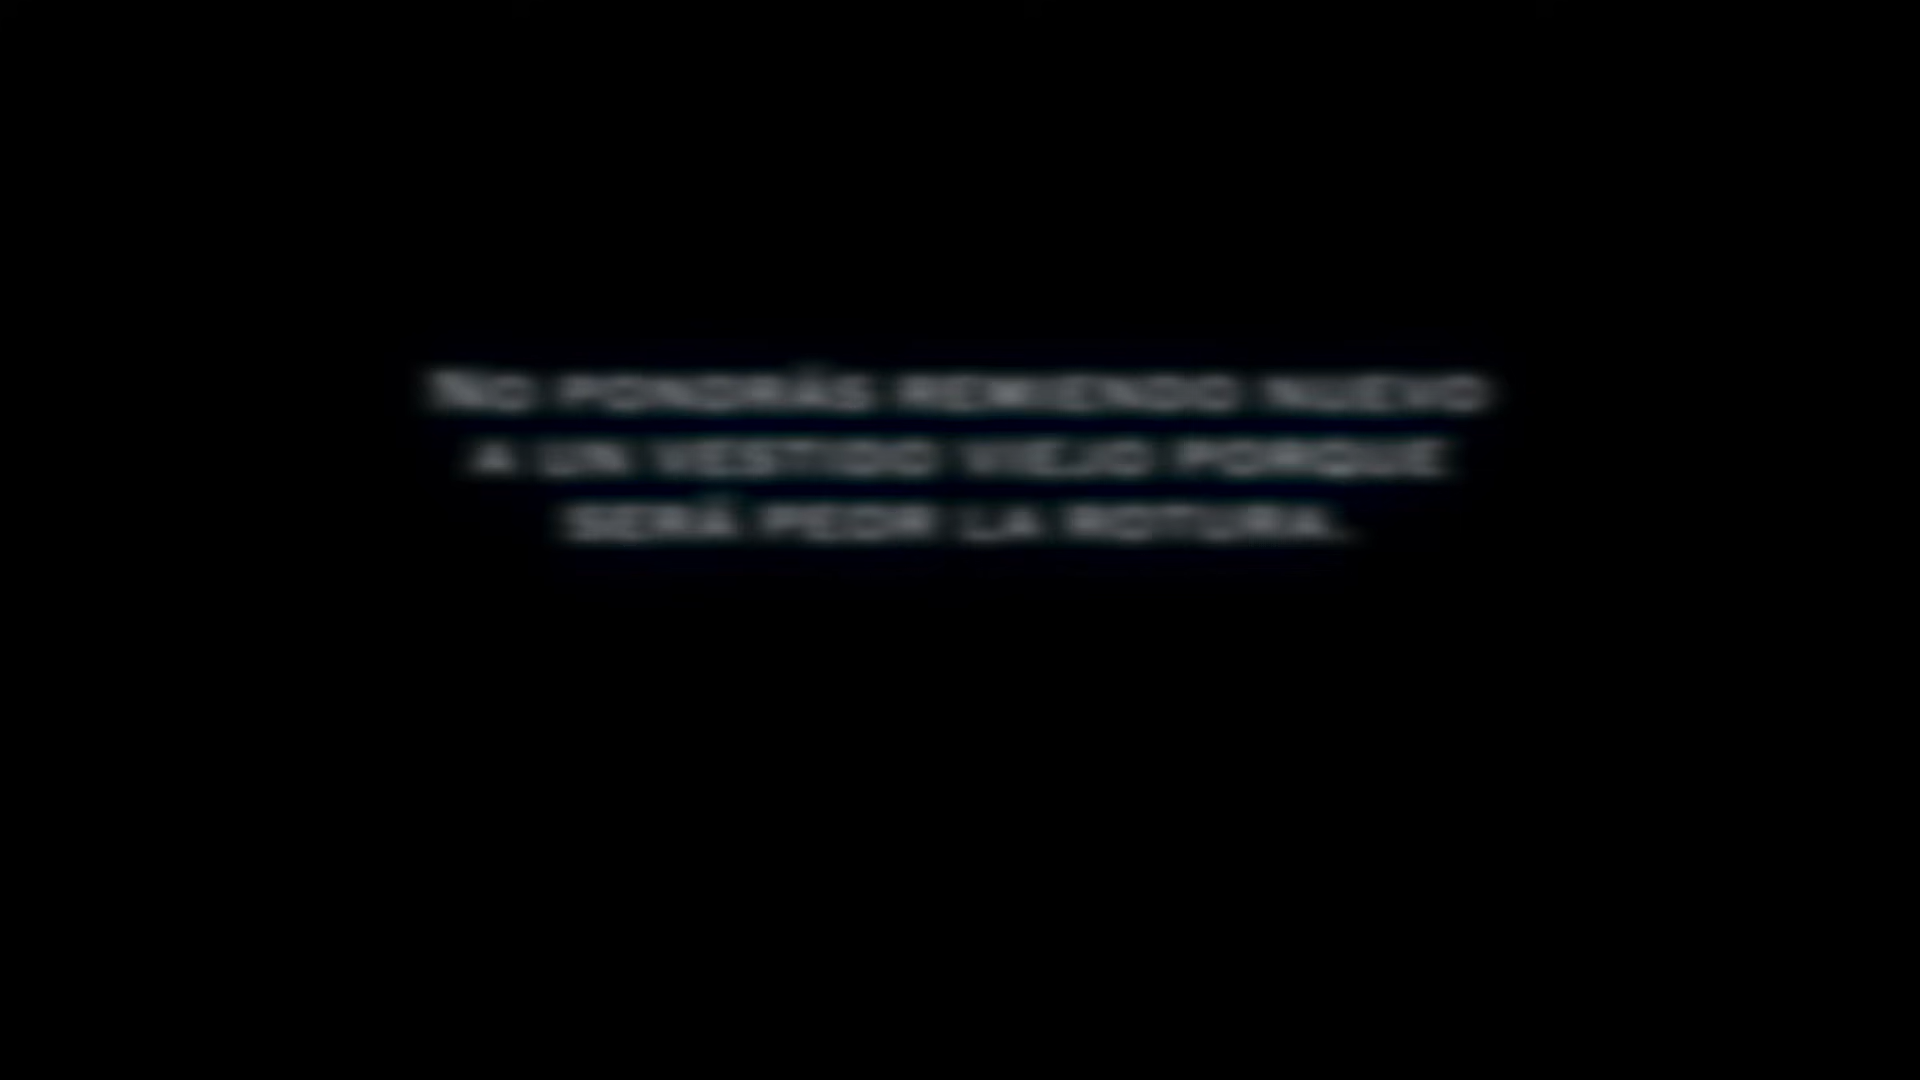 No PONDRÁS REMIENDO NUEVO
A UN VESTIDO VIEJO PORQUE
SERÁ PEOR LA ROTURA.